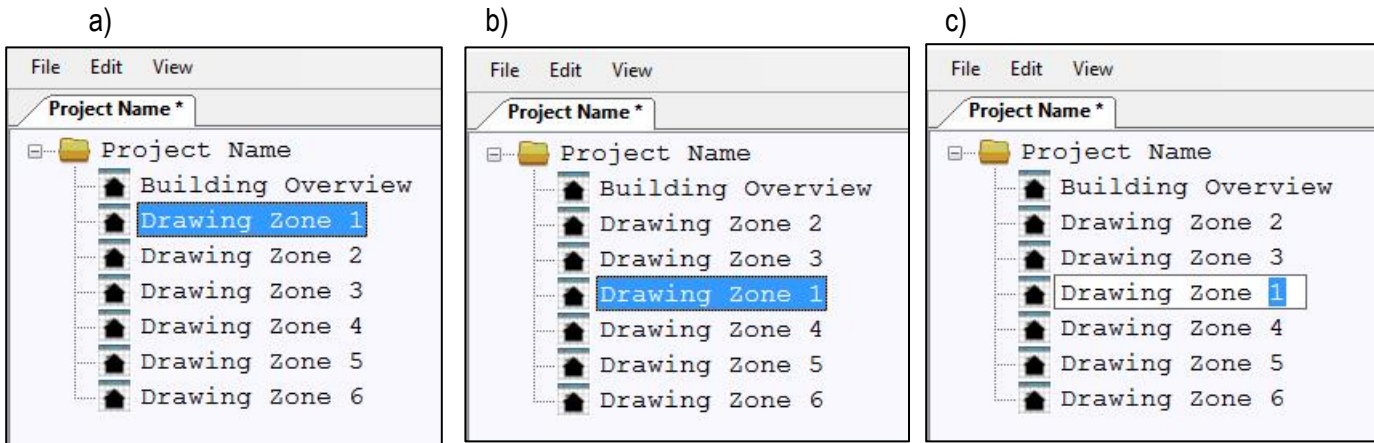 a)
File Edit View
Project Name *
Project Name
Building Overview
Drawing Zone 1
Drawing Zone 2
Drawing Zone 3
Drawing Zone 4
Drawing Zone 5
Drawing Zone 6
b)
File Edit View
Project Name *
Project Name
Building Overview
Drawing Zone 2
Drawing Zone 3
Drawing Zone 1
Drawing Zone 4
Drawing Zone 5
Drawing Zone 6
c)
File Edit View
Project Name *
Project Name
Building Overview
Drawing Zone 2
Drawing Zone 3
Drawing Zone 1
Drawing Zone 4
Drawing Zone 5
Drawing Zone 6